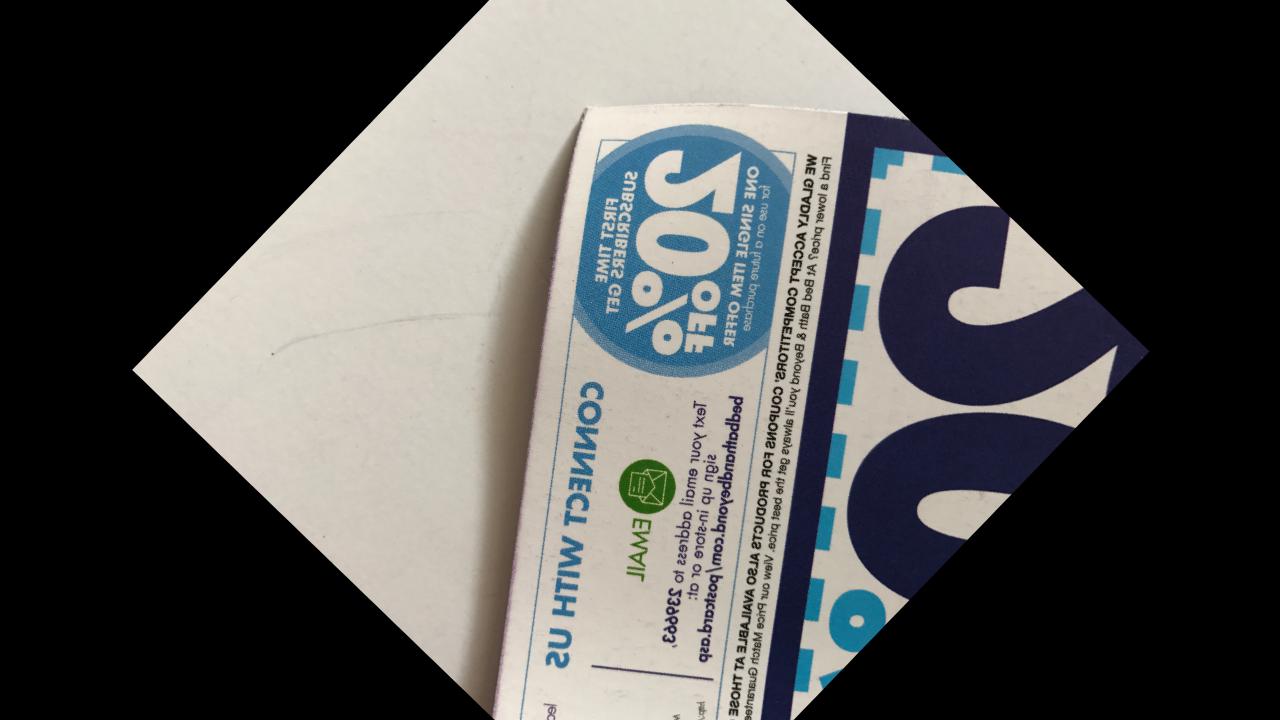 FIRST TIME
SUBSCRIBERS GET
20%
OFF
ONE SINGLE ITEM OFFER
for use on a future purchase
CONNECT WITH US
EMAIL
Text your email address to 239663,
sign up in-store or at:
bedbathandbeyond.com/postcard.asp
WE GLADLY ACCEPT COMPETITORS' COUPONS FOR PRODUCTS ALSO AVAILABLE AT THOSE
Find a lower price? At Bed Bath & Beyond you'll always get the best price. View our Price Match Guarantee
20